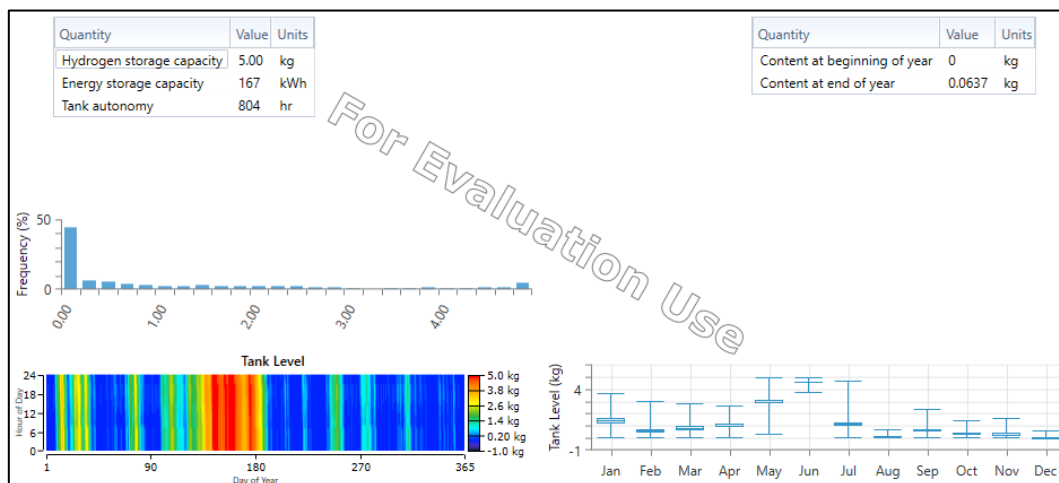 Quantity Value Units
Hydrogen storage capacity 5.00 kg
Energy storage capacity 167 kWh
Tank autonomy 804 hr
Quantity Value Units
Content at beginning of year 0 kg
Content at end of year 0.0637 kg
For Evaluation Use
Frequency (%)
50
0
0.00 1.00 2.00 3.00 4.00
Tank Level
Hour of Day
24
18
12
6
0
1 90 180 270 365
Day of Year
5.0 kg
3.8 kg
2.6 kg
1.4 kg
0.20 kg
-1.0 kg
Tank Level (kg)
4
-1
Jan Feb Mar Apr May Jun Jul Aug Sep Oct Nov Dec